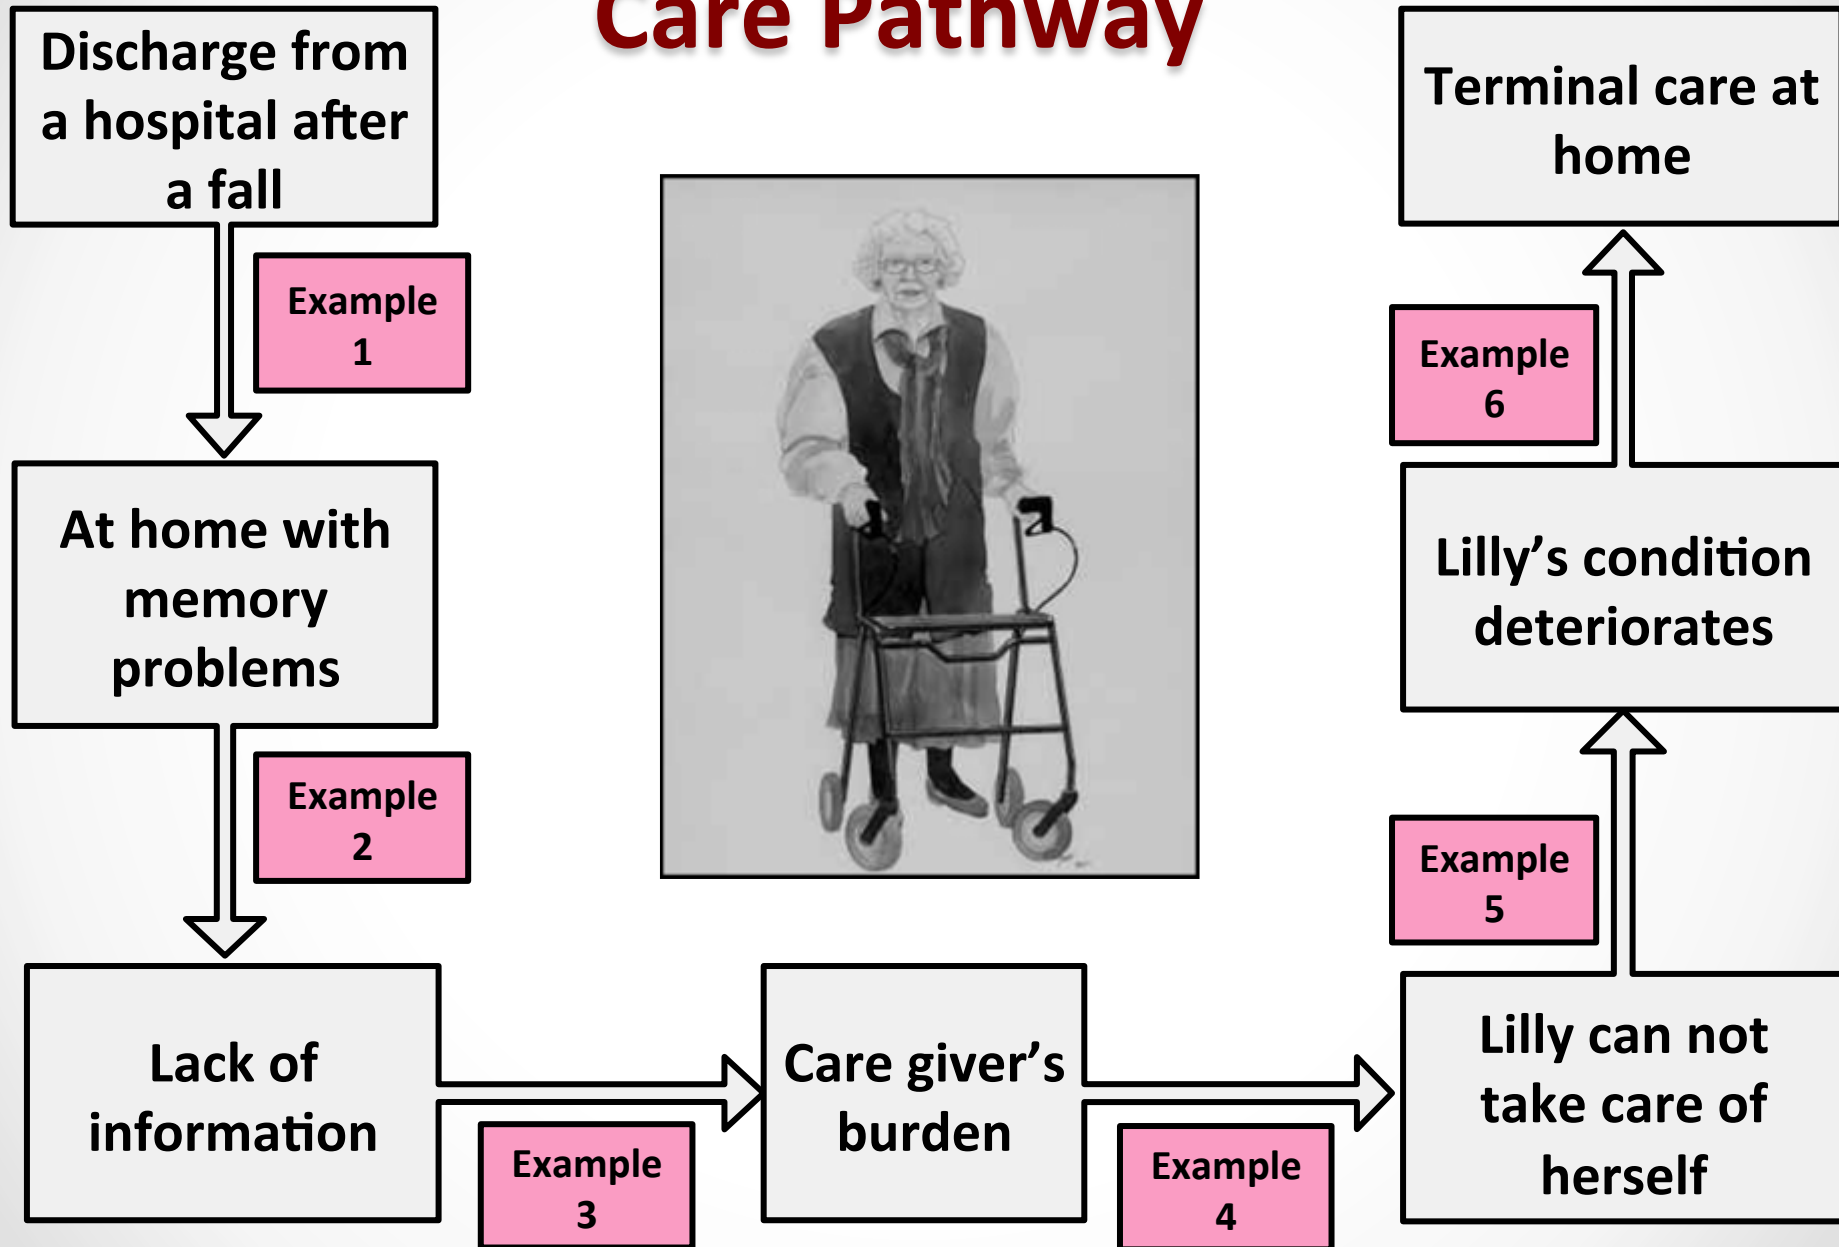 Care Pathway
Discharge from
a hospital after
a fall
Example
1
At home with
memory
problems
Example
2
Lack of
information
Example
3
Care giver's
burden
Example
4
Lilly can not
take care of
herself
Example
5
Lilly's condition
deteriorates
Example
6
Terminal care at
home